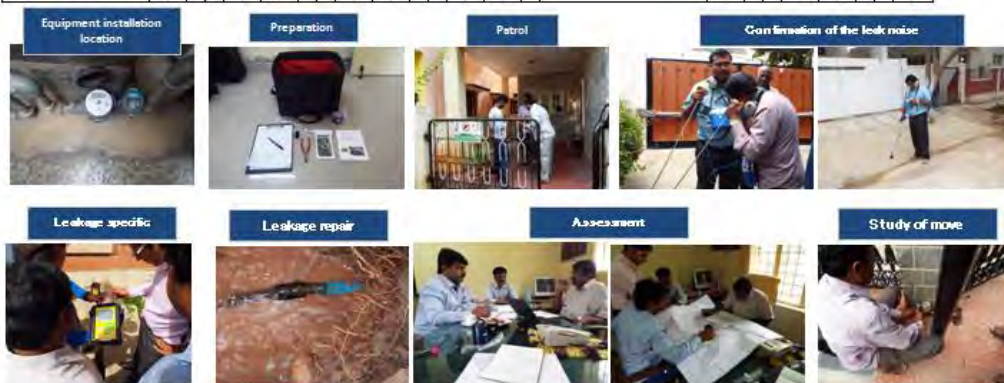 Equipment installation
location
Preparation
Patrol
Confirmation of the leak noise
Leakage specific
Leakage repair
Assessment
Study of move